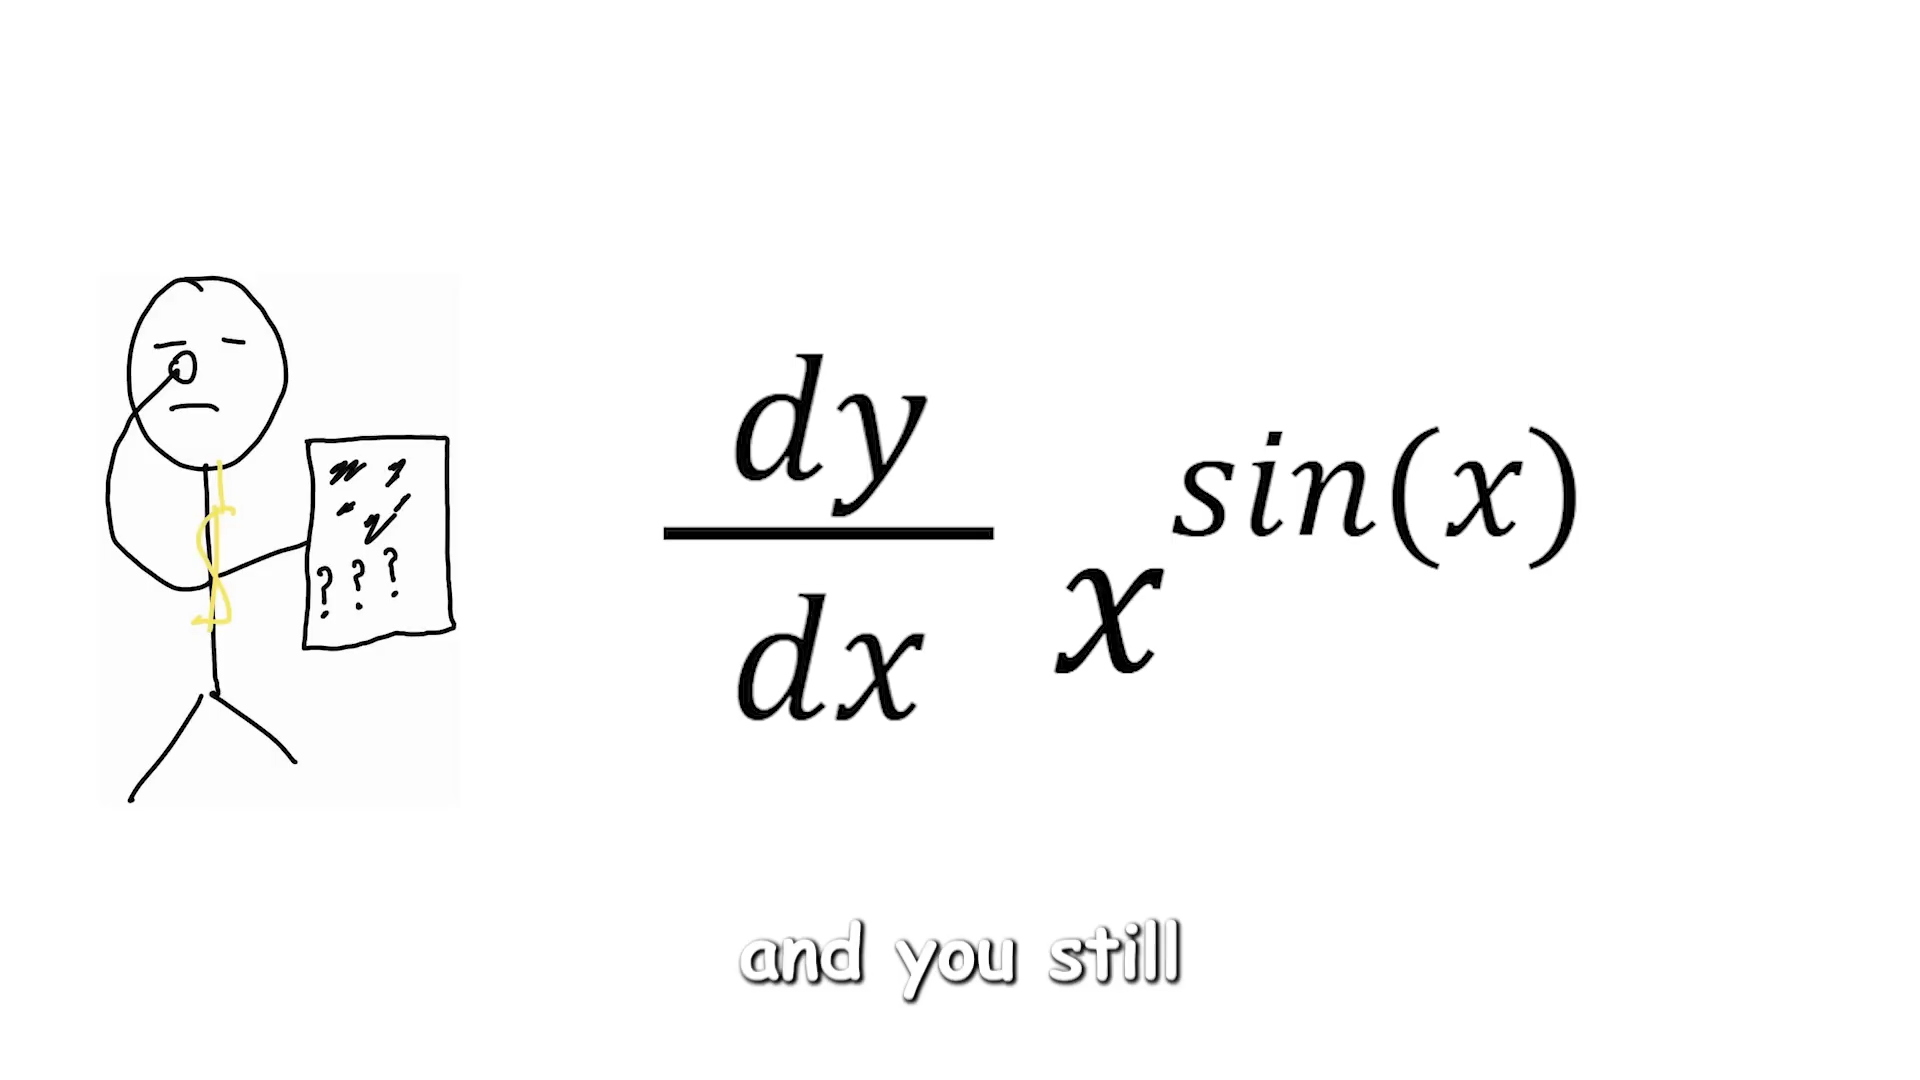 dy
dx
x^sin(x)
? ? ?
and you still